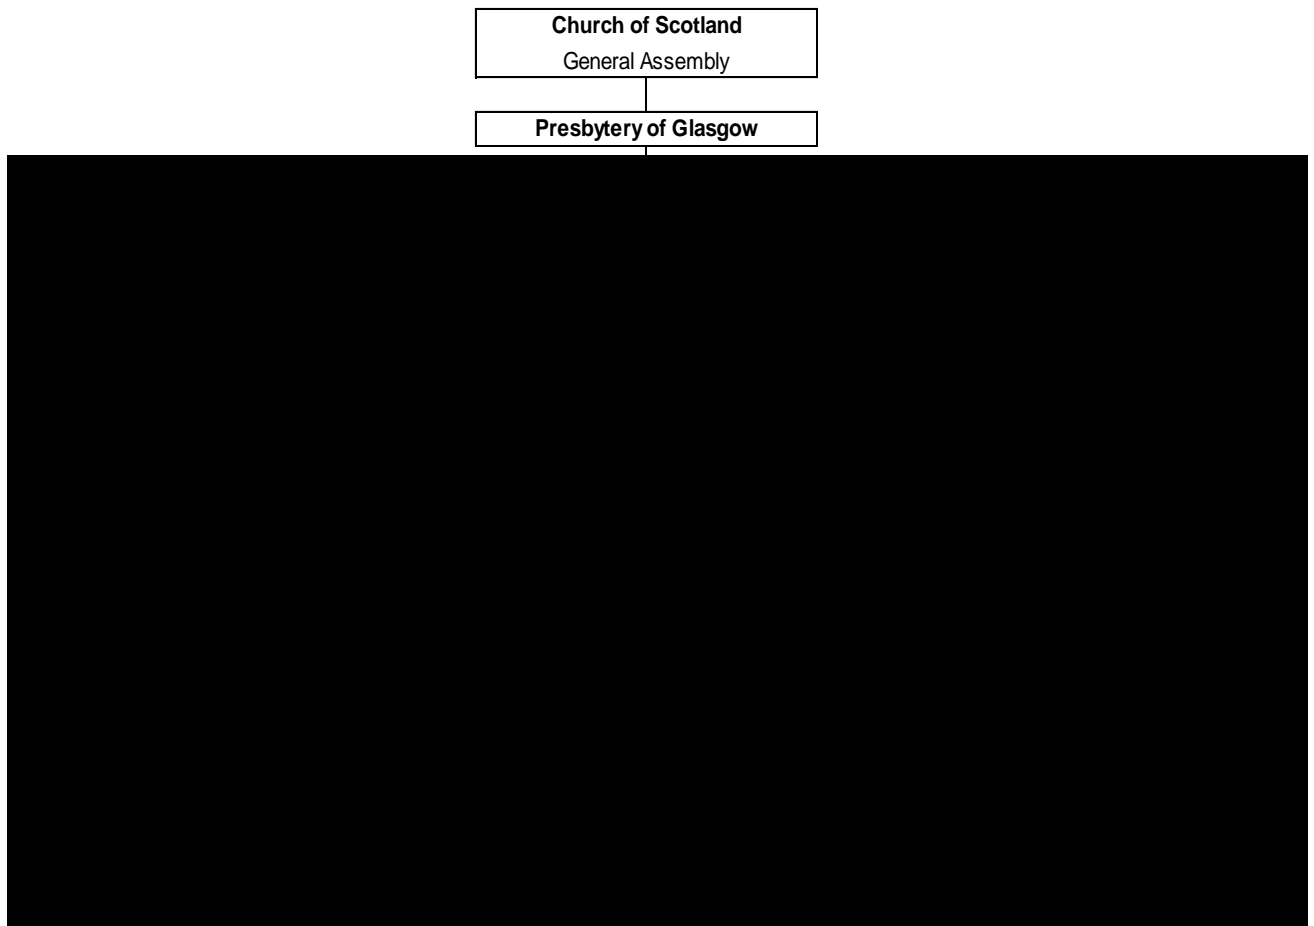 Church of Scotland
General Assembly
Presbytery of Glasgow